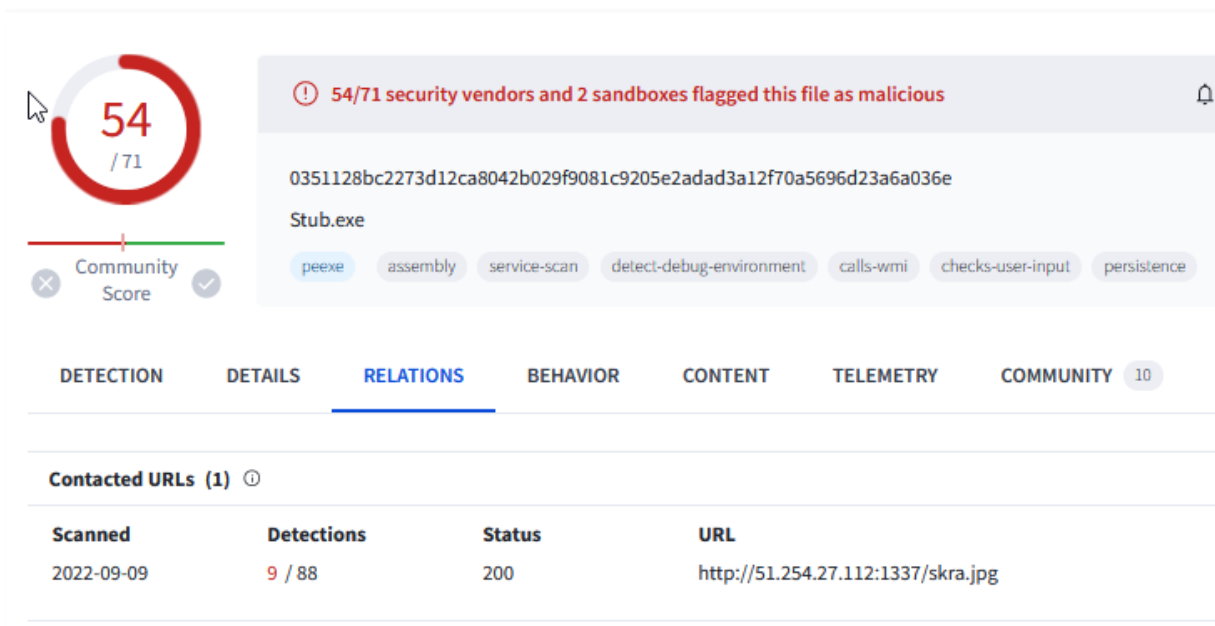 54
/ 71
Community
Score
54/71 security vendors and 2 sandboxes flagged this file as malicious
0351128bc2273d12ca8042b029f9081c9205e2adad3a12f70a5696d23a6a036e
Stub.exe
peexe assembly service-scan detect-debug-environment calls-wmi checks-user-input persistence
DETECTION DETAILS RELATIONS BEHAVIOR CONTENT TELEMETRY COMMUNITY 10
Contacted URLs (1)
Scanned Detections Status URL
2022-09-09 9 / 88 200 http://51.254.27.112:1337/skra.jpg